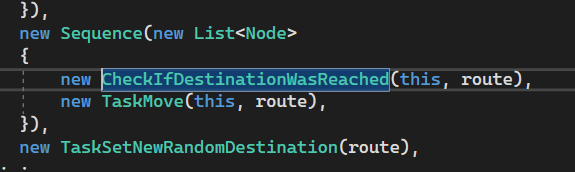 }),
new Sequence(new List<Node>
{
new CheckIfDestinationWasReached(this, route),
new TaskMove(this, route),
}),
new TaskSetNewRandomDestination(route),